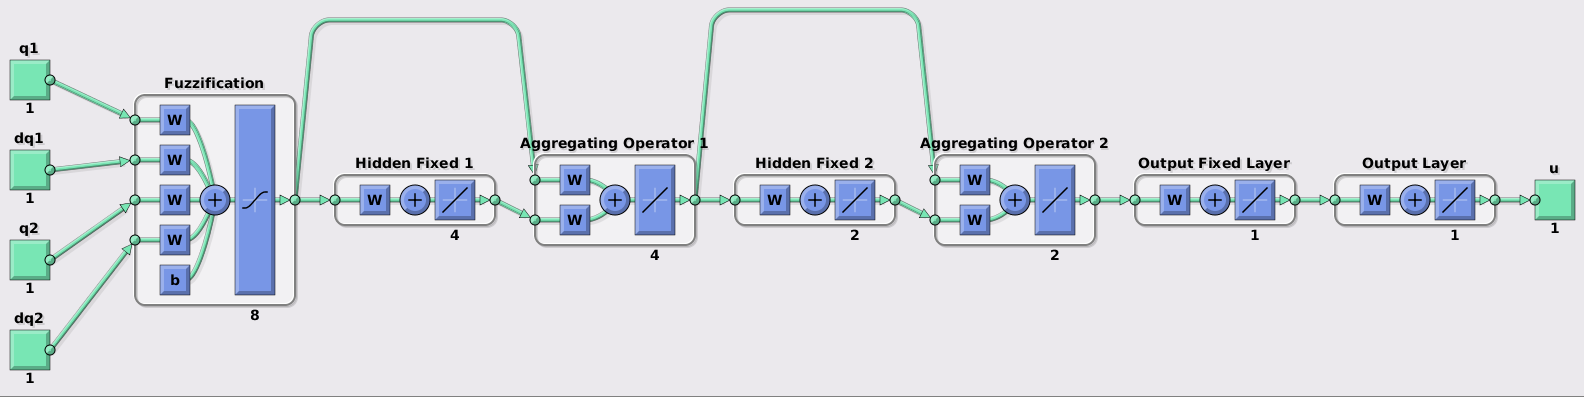 q1
1
dq1
1
q2
1
dq2
1
Fuzzification
W
W
W
W
b
8
Hidden Fixed 1
W
4
Aggregating Operator 1
W
W
4
Hidden Fixed 2
W
2
Aggregating Operator 2
W
W
2
Output Fixed Layer
W
1
Output Layer
W
1
u
1